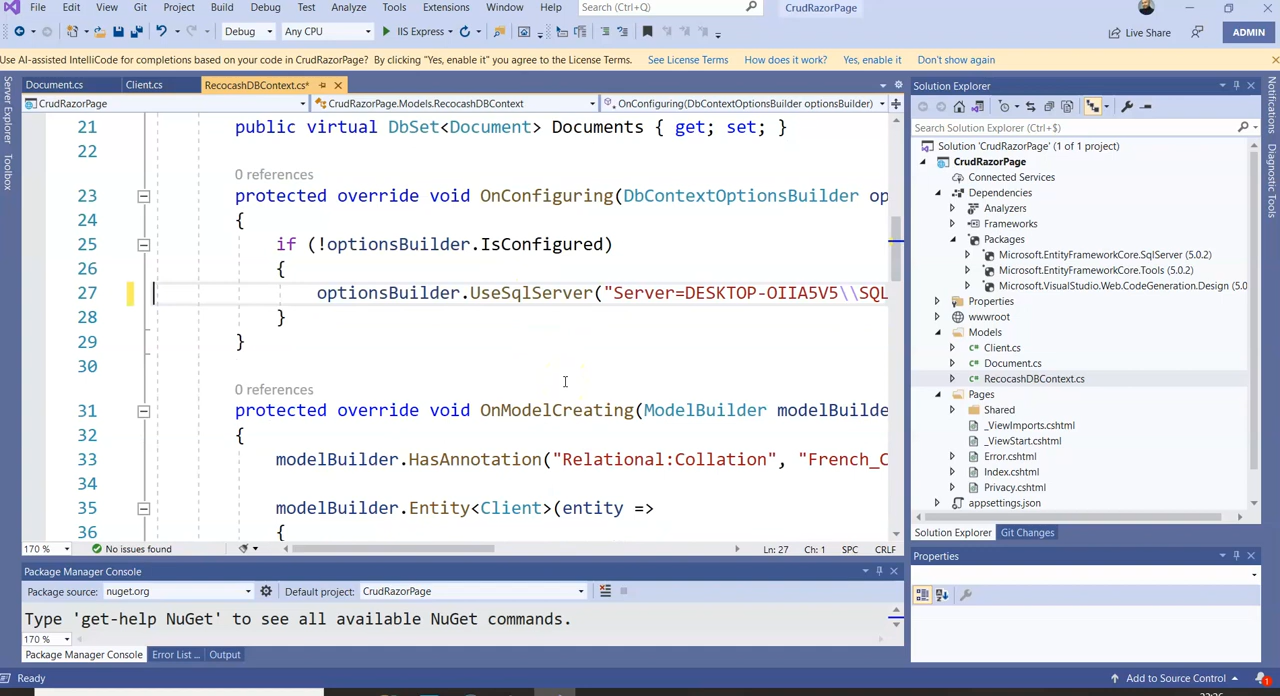 File Edit View Git Project Build Debug Test Analyze Tools Extensions Window Help Search (Ctrl+Q) CrudRazorPage
Debug Any CPU IIS Express Live Share ADMIN
Use AI-assisted IntelliCode for completions based on your code in CrudRazorPage? By clicking "Yes, enable it" you agree to the License Terms. See License Terms How does it work? Yes, enable it Don't show again
Server Explorer
Toolbox
Document.cs Client.cs RecocashDBContext.cs*
CrudRazorPage CrudRazorPage.Models.RecocashDBContext OnConfiguring(DbContextOptionsBuilder optionsBuilder)
21 public virtual DbSet<Document> Documents { get; set; }
22
0 references
23 protected override void OnConfiguring(DbContextOptionsBuilder op
24 {
25 if (!optionsBuilder.IsConfigured)
26 {
27 optionsBuilder.UseSqlServer("Server=DESKTOP-OIIA5V5\\SQL
28 }
29 }
30
0 references
31 protected override void OnModelCreating(ModelBuilder modelBuilde
32 {
33 modelBuilder.HasAnnotation("Relational:Collation", "French_C
34
35 modelBuilder.Entity<Client>(entity =>
36 {
170 % No issues found Ln: 27 Ch: 1 SPC CRLF
Package Manager Console
Package source: nuget.org Default project: CrudRazorPage
Type 'get-help NuGet' to see all available NuGet commands.
170 %
Package Manager Console Error List ... Output
Solution Explorer
Search Solution Explorer (Ctrl+$)
Solution 'CrudRazorPage' (1 of 1 project)
CrudRazorPage
Connected Services
Dependencies
Analyzers
Frameworks
Packages
Microsoft.EntityFrameworkCore.SqlServer (5.0.2)
Microsoft.EntityFrameworkCore.Tools (5.0.2)
Microsoft.VisualStudio.Web.CodeGeneration.Design (5.0
Properties
wwwroot
Models
Client.cs
Document.cs
RecocashDBContext.cs
Pages
Shared
_ViewImports.cshtml
_ViewStart.cshtml
Error.cshtml
Index.cshtml
Privacy.cshtml
appsettings.json
Solution Explorer Git Changes
Properties
Notifications
Diagnostic Tools
Ready Add to Source Control 1